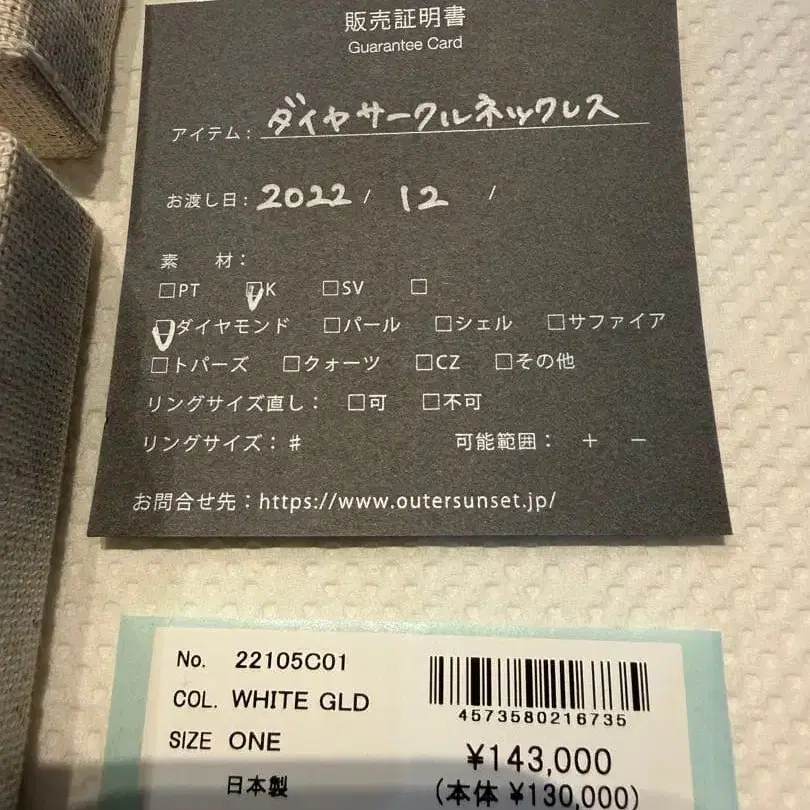 販売証明書
Guarantee Card
アイテム: ダイヤサークルネックレス
お渡し日: 2022 / 12 /
素 材:
□PT ☑K □SV □
☑ダイヤモンド □パール □シェル □サファイア
□トパーズ □クォーツ □CZ □その他
リングサイズ直し: □可 □不可
リングサイズ: # 可能範囲: + −
お問合せ先:https://www.outersunset.jp/
No. 22105C01
COL. WHITE GLD
4573580216735
SIZE ONE
¥143,000
日本製
(本体 ¥130,000)